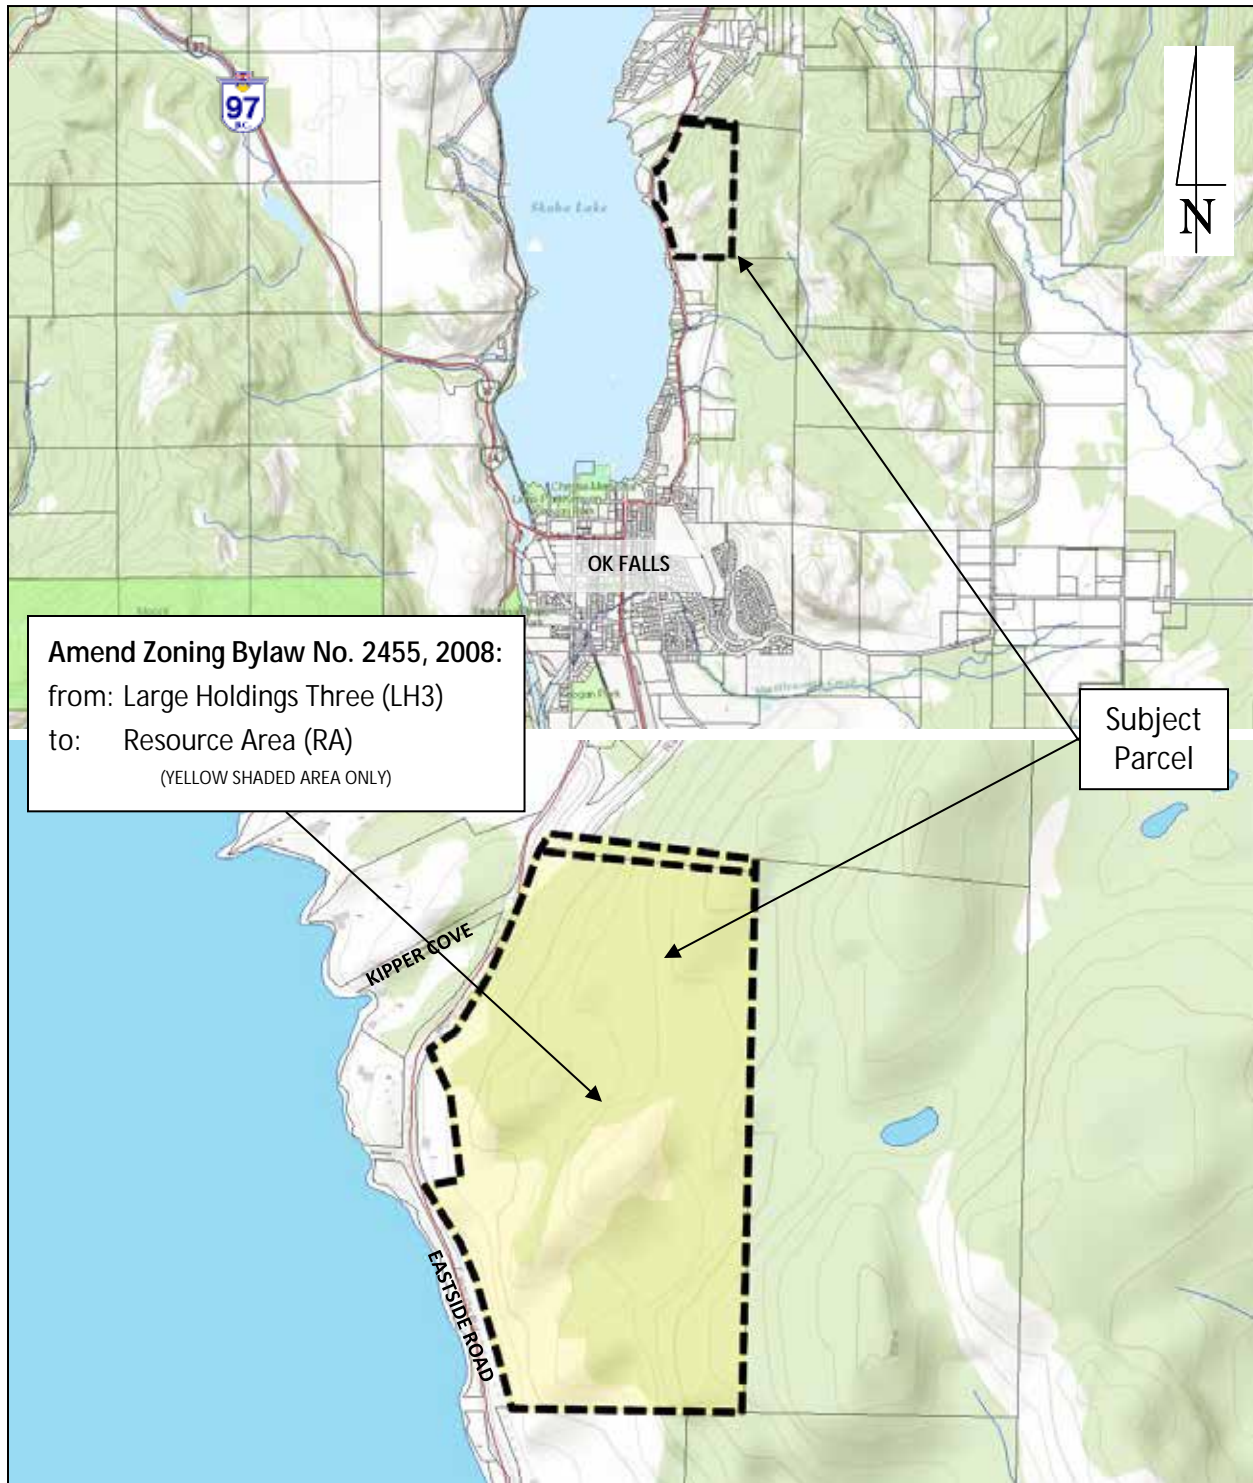 97
Skaha Lake
N
OK FALLS
Amend Zoning Bylaw No. 2455, 2008:
from: Large Holdings Three (LH3)
to: Resource Area (RA)
(YELLOW SHADED AREA ONLY)
Subject
Parcel
KIPPER COVE
EASTSIDE ROAD